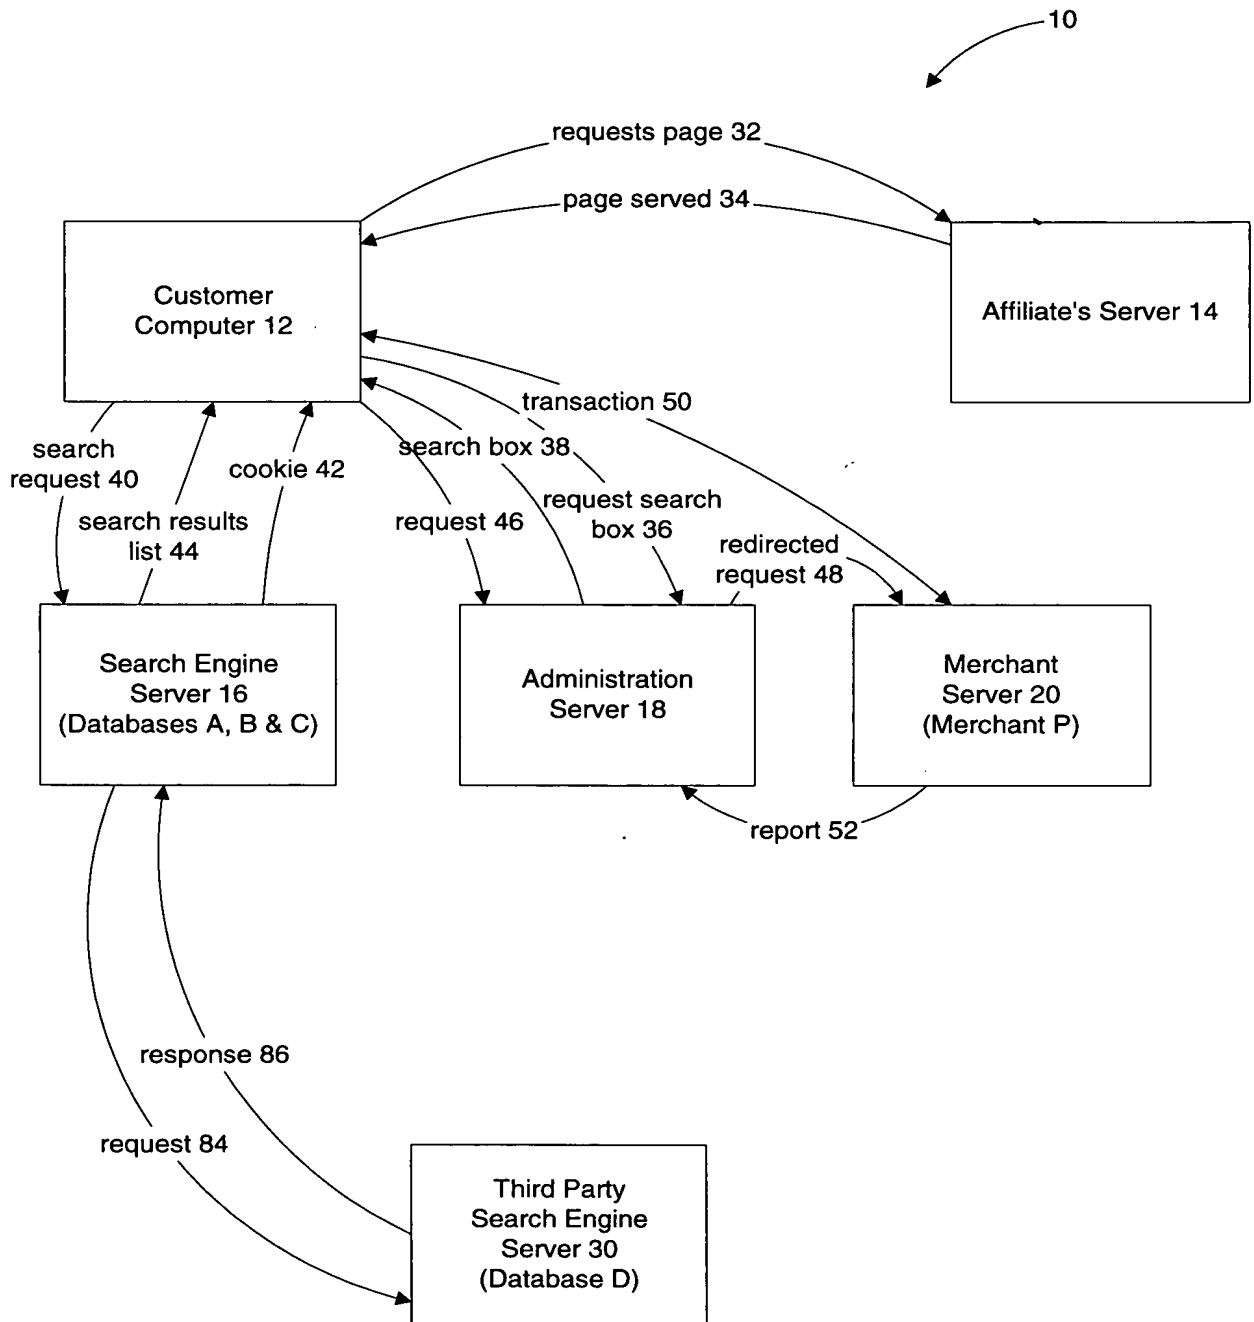 10
requests page 32
page served 34
Customer
Computer 12
Affiliate's Server 14
transaction 50
search
request 40
cookie 42
search box 38
search results
list 44
request 46
request search
box 36
redirected
request 48
Search Engine
Server 16
(Databases A, B & C)
Administration
Server 18
Merchant
Server 20
(Merchant P)
report 52
response 86
request 84
Third Party
Search Engine
Server 30
(Database D)